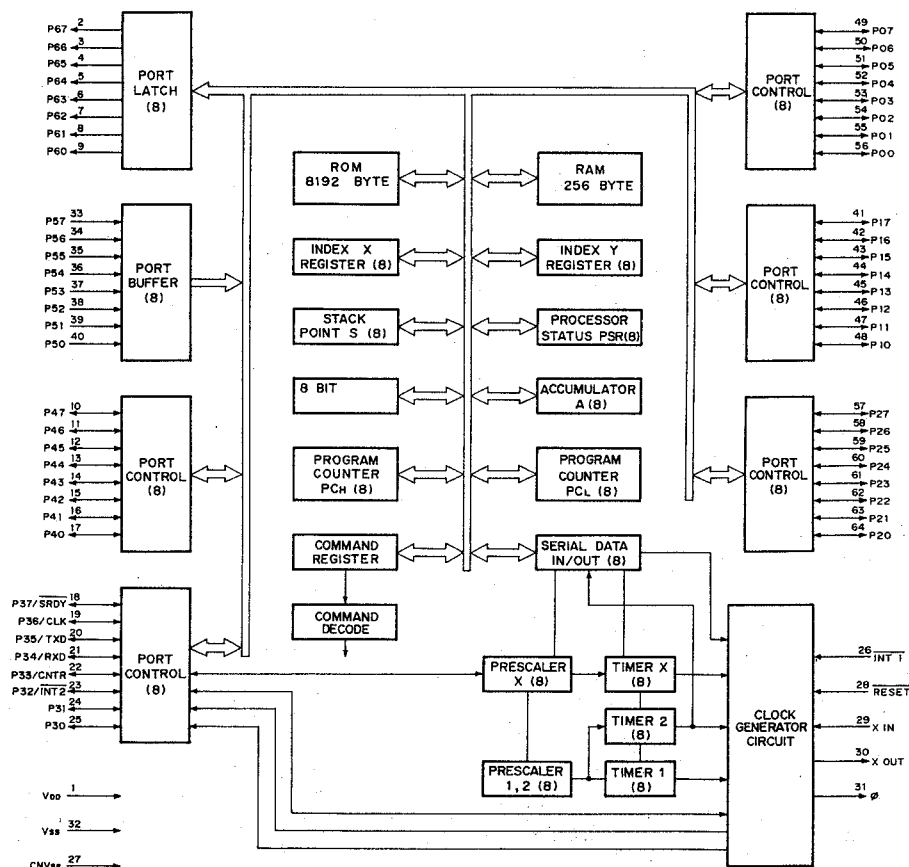 P67 2
P66 3
P65 4
P64 5
P63 6
P62 7
P61 8
P60 9
PORT
LATCH
(8)
49 P07
50 P06
51 P05
52 P04
53 P03
54 P02
55 P01
56 P00
PORT
CONTROL
(8)
ROM
8192 BYTE
RAM
256 BYTE
P57 33
P56 34
P55 35
P54 36
P53 37
P52 38
P51 39
P50 40
PORT
BUFFER
(8)
INDEX X
REGISTER (8)
INDEX Y
REGISTER (8)
STACK
POINT S (8)
PROCESSOR
STATUS PSR(8)
PORT
CONTROL
(8)
41 P17
42 P16
43 P15
44 P14
45 P13
46 P12
47 P11
48 P10
8 BIT
ACCUMULATOR
A (8)
P47 10
P46 11
P45 12
P44 13
P43 14
P42 15
P41 16
P40 17
PORT
CONTROL
(8)
PROGRAM
COUNTER
PCH (8)
PROGRAM
COUNTER
PCL (8)
PORT
CONTROL
(8)
57 P27
58 P26
59 P25
60 P24
61 P23
62 P22
63 P21
64 P20
COMMAND
REGISTER
SERIAL DATA
IN/OUT (8)
COMMAND
DECODE
P37/SRDY 18
P36/CLK 19
P35/TXD 20
P34/RXD 21
P33/CNTR 22
P32/INT2 23
P31 24
P30 25
PORT
CONTROL
(8)
PRESCALER
X (8)
TIMER X
(8)
TIMER 2
(8)
PRESCALER
1,2 (8)
TIMER 1
(8)
CLOCK
GENERATOR
CIRCUIT
26 INT 1
28 RESET
29 X IN
30 X OUT
31 Ø
VDD 1
VSS 32
CNVSS 27